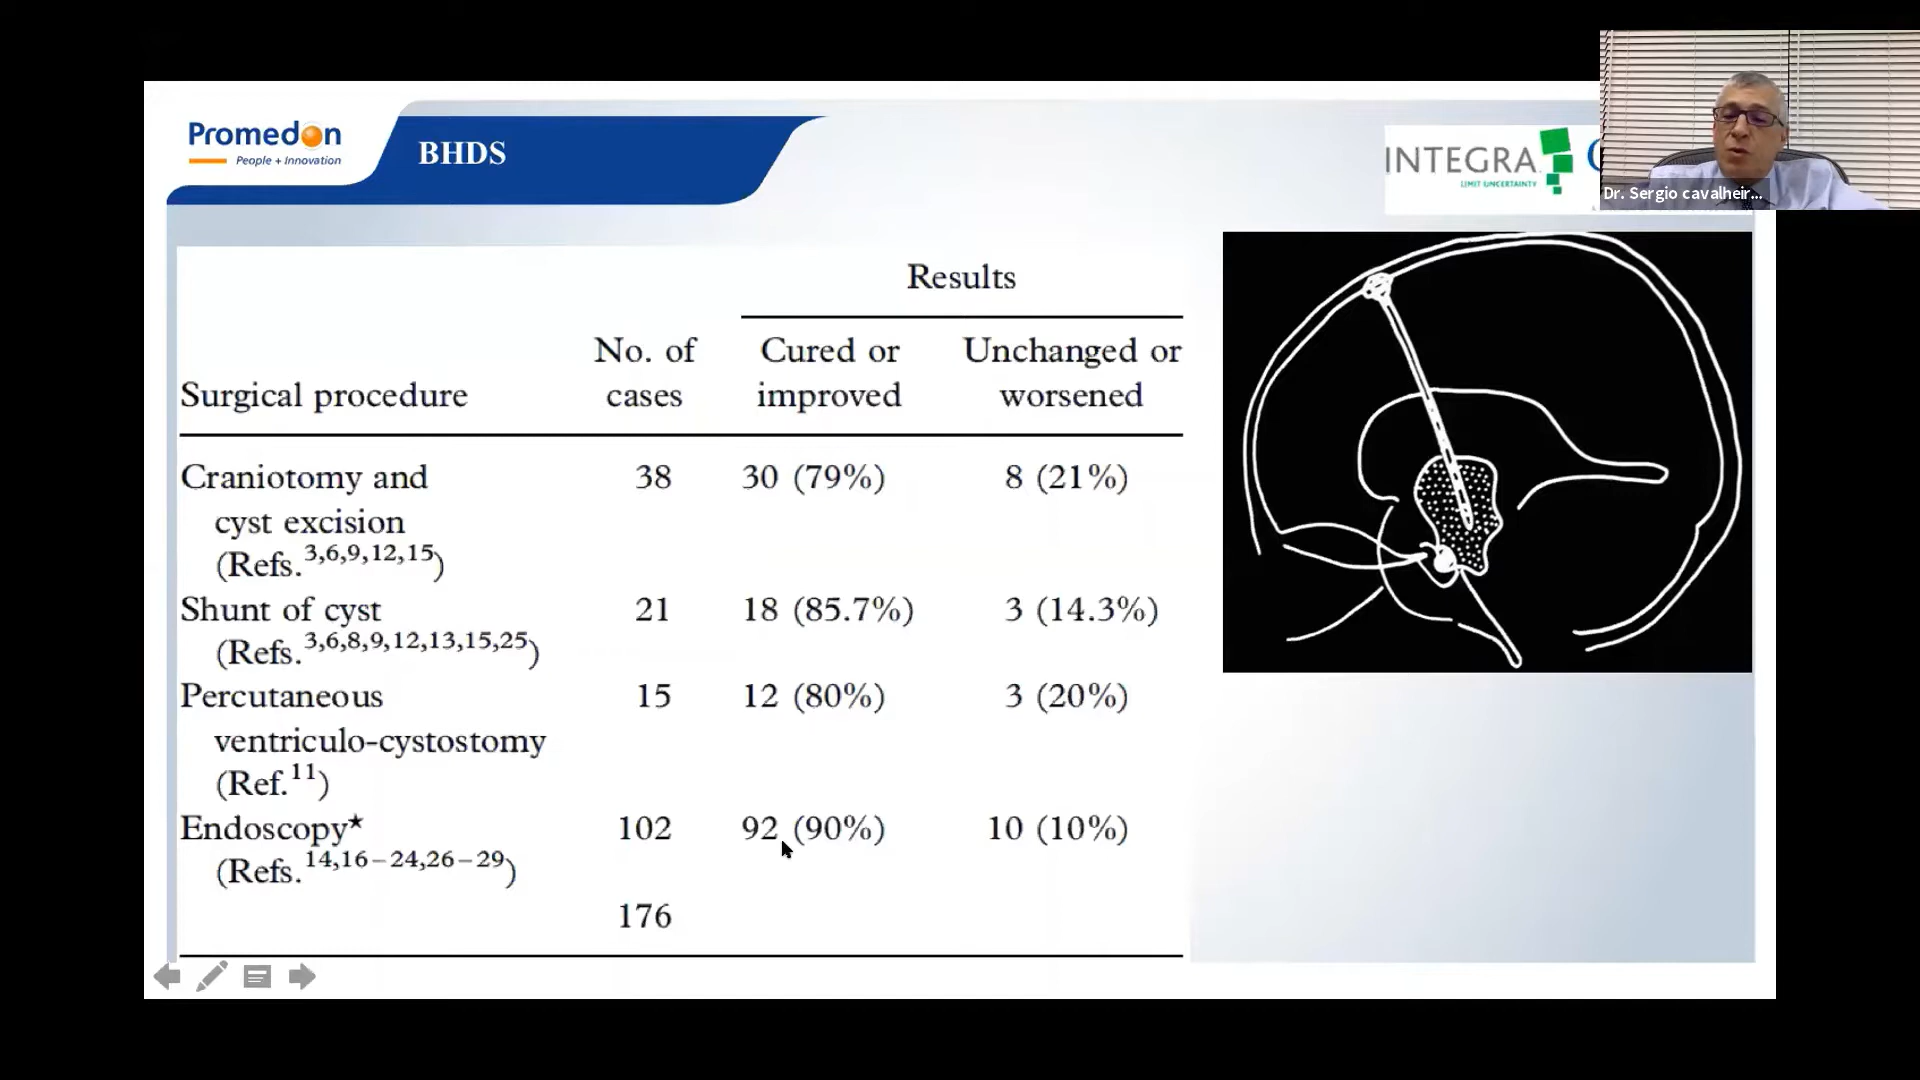 Promedon
People + Innovation
BHDS
INTEGRA
LIMIT UNCERTAINTY
Dr. Sergio cavalheir...
Results
No. of cases
Cured or improved
Unchanged or worsened
Surgical procedure
Craniotomy and 38 30 (79%) 8 (21%)
cyst excision
(Refs.3,6,9,12,15)
Shunt of cyst 21 18 (85.7%) 3 (14.3%)
(Refs.3,6,8,9,12,13,15,25)
Percutaneous 15 12 (80%) 3 (20%)
ventriculo-cystostomy
(Ref.11)
Endoscopy★ 102 92 (90%) 10 (10%)
(Refs.14,16–24,26–29)
176